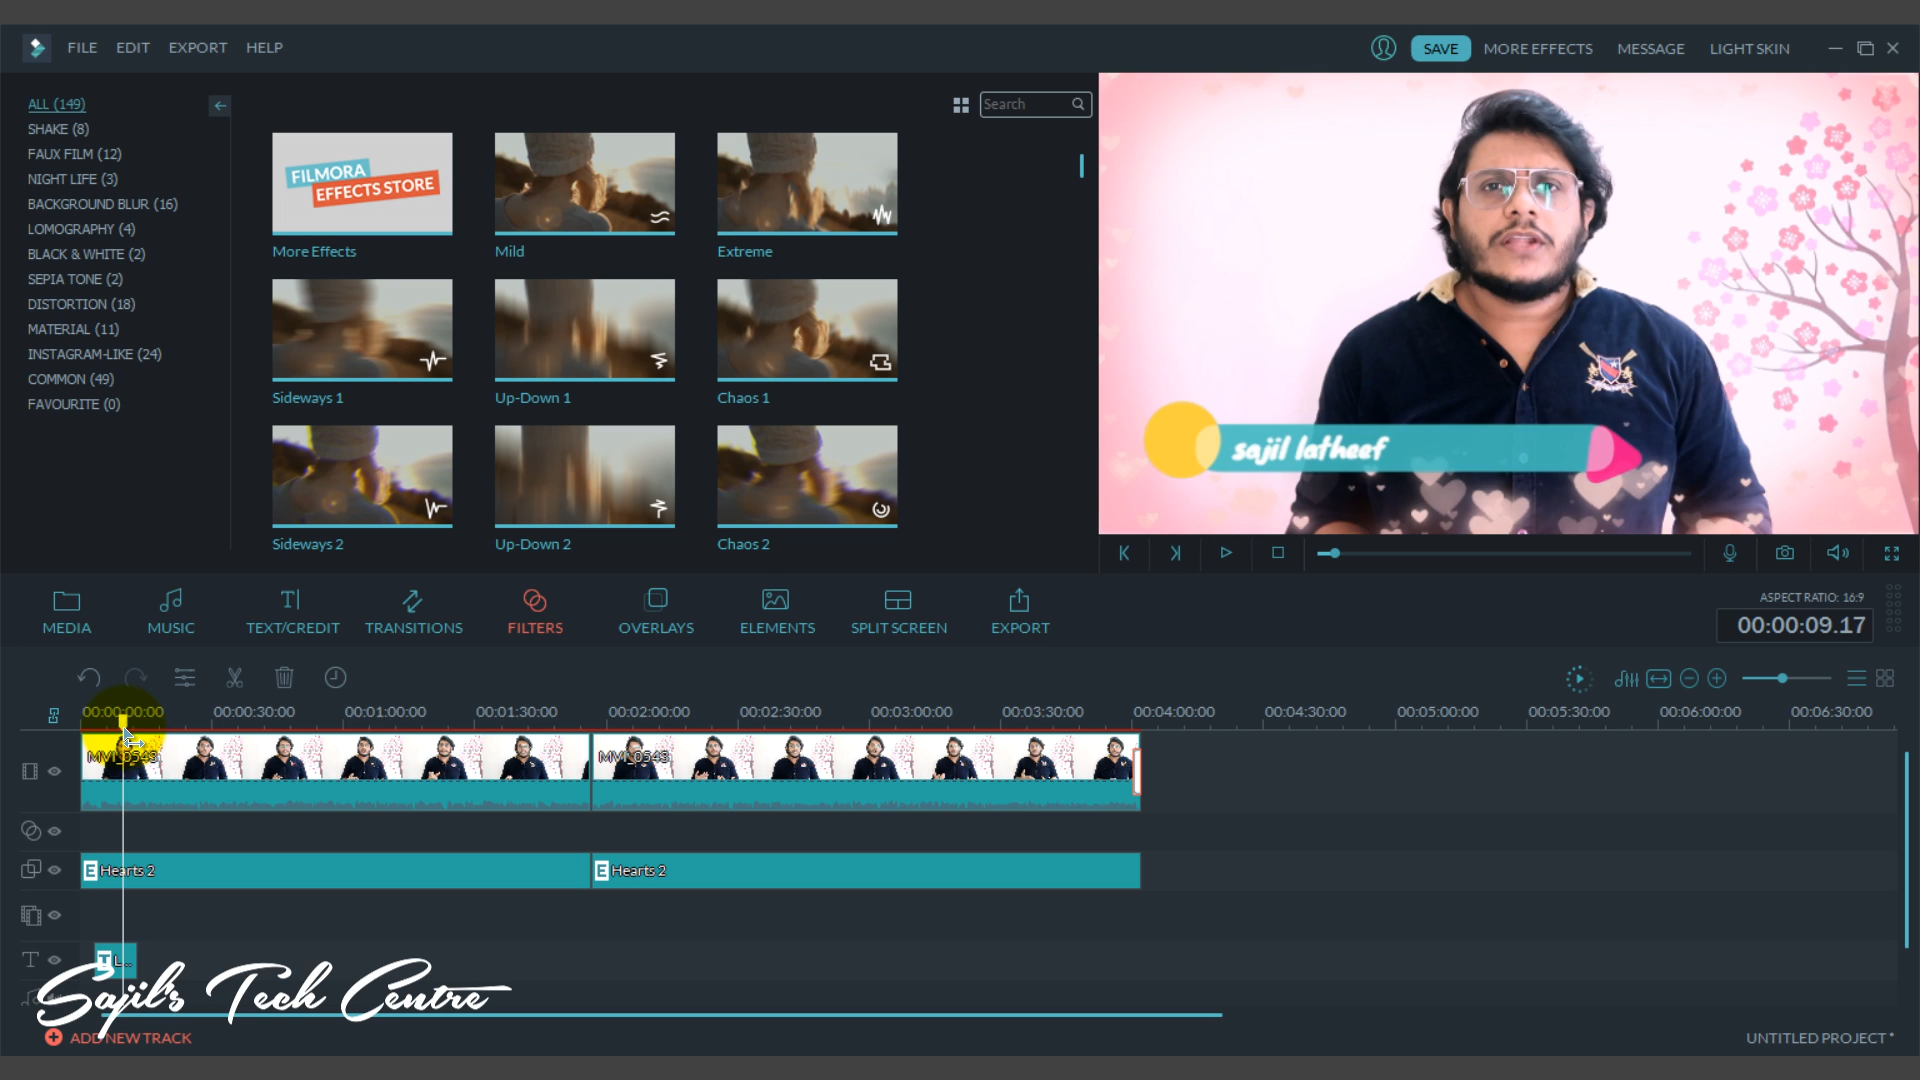 FILE EDIT EXPORT HELP
SAVE MORE EFFECTS MESSAGE LIGHT SKIN
ALL (149)
SHAKE (8)
FAUX FILM (12)
NIGHT LIFE (3)
BACKGROUND BLUR (16)
LOMOGRAPHY (4)
BLACK & WHITE (2)
SEPIA TONE (2)
DISTORTION (18)
MATERIAL (11)
INSTAGRAM-LIKE (24)
COMMON (49)
FAVOURITE (0)
Search
FILMORA
EFFECTS STORE
More Effects Mild Extreme
Sideways 1 Up-Down 1 Chaos 1
Sideways 2 Up-Down 2 Chaos 2
sajil latheef
MEDIA MUSIC TEXT/CREDIT TRANSITIONS FILTERS OVERLAYS ELEMENTS SPLIT SCREEN EXPORT
ASPECT RATIO: 16:9
00:00:09.17
00:00:00:00 00:00:30:00 00:01:00:00 00:01:30:00 00:02:00:00 00:02:30:00 00:03:00:00 00:03:30:00 00:04:00:00 00:04:30:00 00:05:00:00 00:05:30:00 00:06:00:00 00:06:30:00
MVI_0543 MVI_0543
E Hearts 2 E Hearts 2
T L...
Sajil's Tech Centre
ADD NEW TRACK
UNTITLED PROJECT *